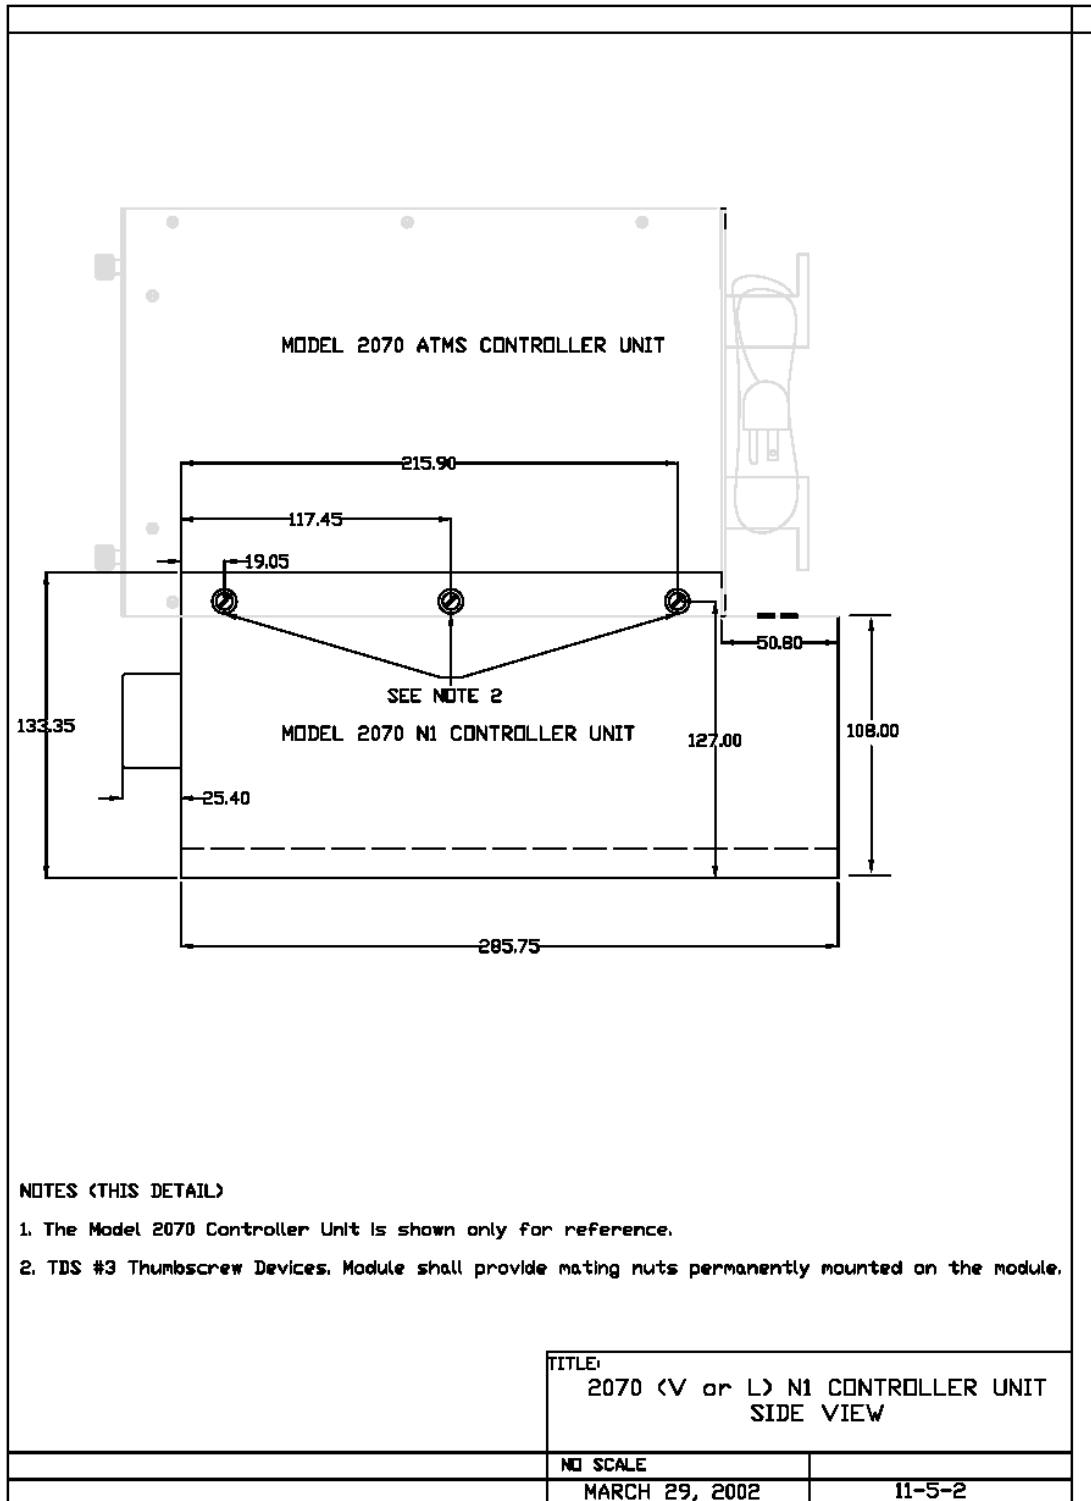 MODEL 2070 ATMS CONTROLLER UNIT
215.90
117.45
19.05
50.80
SEE NOTE 2
133.35
MODEL 2070 N1 CONTROLLER UNIT
127.00
108.00
25.40
285.75
NOTES (THIS DETAIL)
1. The Model 2070 Controller Unit is shown only for reference.
2. TDS #3 Thumbscrew Devices. Module shall provide mating nuts permanently mounted on the module.
TITLE:
2070 (V or L) N1 CONTROLLER UNIT
SIDE VIEW
NO SCALE
MARCH 29, 2002
11-5-2